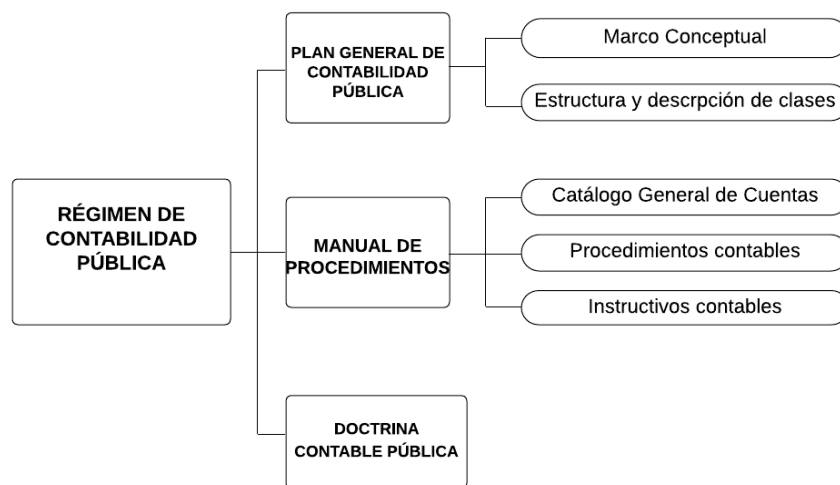 RÉGIMEN DE
CONTABILIDAD
PÚBLICA
PLAN GENERAL DE
CONTABILIDAD
PÚBLICA
Marco Conceptual
Estructura y descrpción de clases
MANUAL DE
PROCEDIMIENTOS
Catálogo General de Cuentas
Procedimientos contables
Instructivos contables
DOCTRINA
CONTABLE PÚBLICA